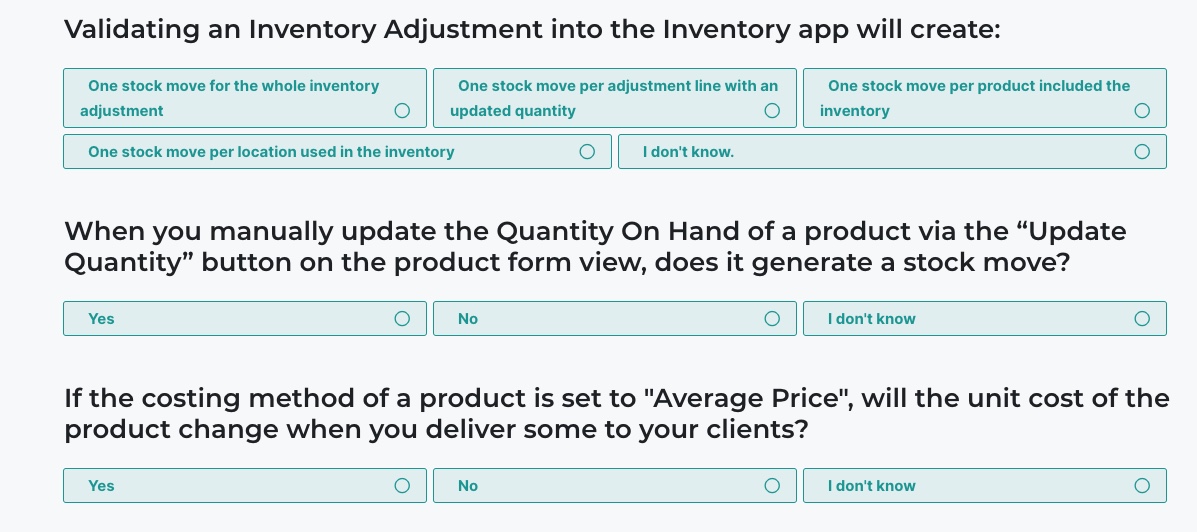 Validating an Inventory Adjustment into the Inventory app will create:
One stock move for the whole inventory
adjustment
One stock move per adjustment line with an
updated quantity
One stock move per product included the
inventory
One stock move per location used in the inventory
I don't know.
When you manually update the Quantity On Hand of a product via the “Update
Quantity” button on the product form view, does it generate a stock move?
Yes
No
I don't know
If the costing method of a product is set to "Average Price", will the unit cost of the
product change when you deliver some to your clients?
Yes
No
I don't know